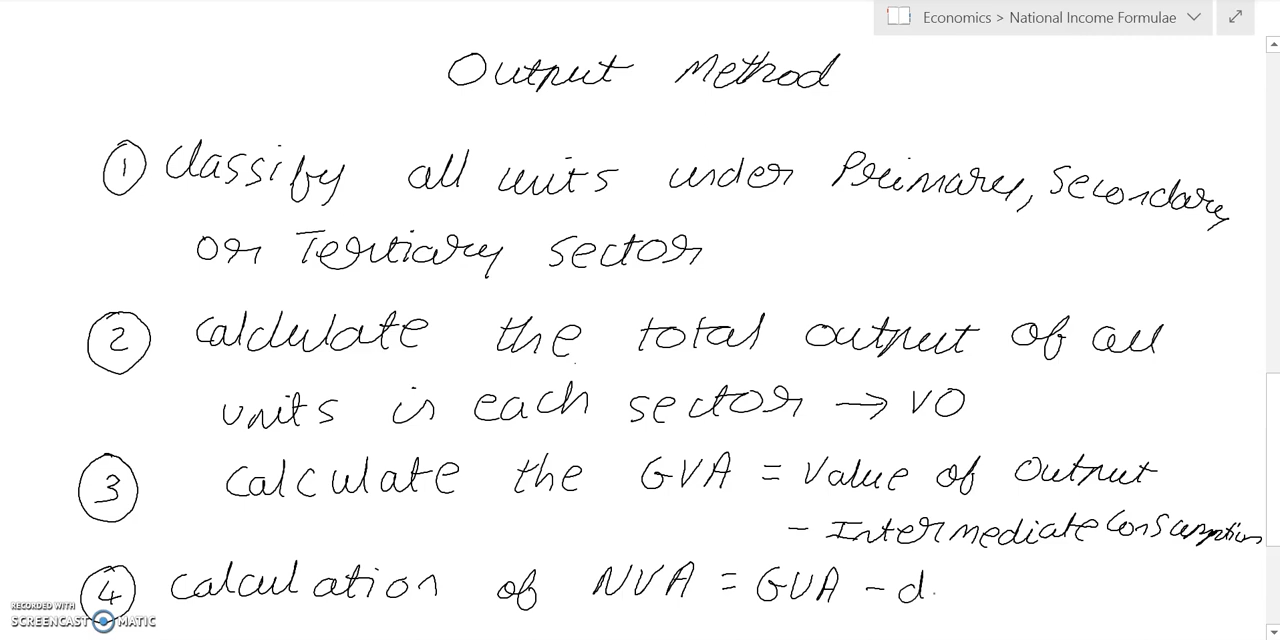 Economics > National Income Formulae
Output Method
① Classify all units under Primary, Secondary
or Tertiary Sector
② Calculate the total output of all
units is each sector → VO
③ Calculate the GVA = Value of Output
- Intermediate Consumption
④ Calculation of NVA = GVA - d.
RECORDED WITH
SCREENCAST MATIC